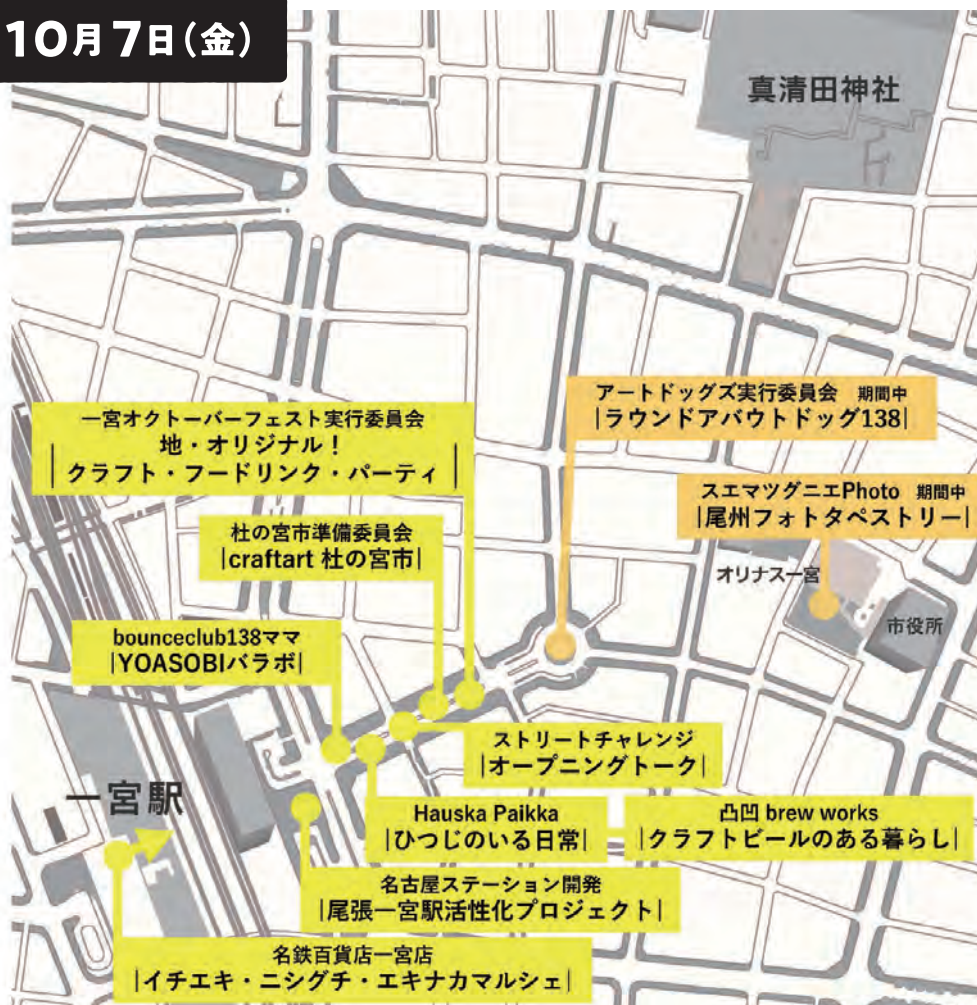 10月7日(金)
真清田神社
アートドッグズ実行委員会 期間中
|ラウンドアバウトドッグ138|
一宮オクトーバーフェスト実行委員会
地・オリジナル!
クラフト・フードリンク・パーティ
スエマツグニエPhoto 期間中
|尾州フォトタペストリー|
杜の宮市準備委員会
|craftart 杜の宮市|
オリナス一宮
市役所
bounceclub138ママ
|YOASOBIバラボ|
ストリートチャレンジ
|オープニングトーク|
一宮駅
Hauska Paikka
|ひつじのいる日常|
凸凹 brew works
|クラフトビールのある暮らし|
名古屋ステーション開発
|尾張一宮駅活性化プロジェクト|
名鉄百貨店一宮店
|イチエキ・ニシグチ・エキナカマルシェ|